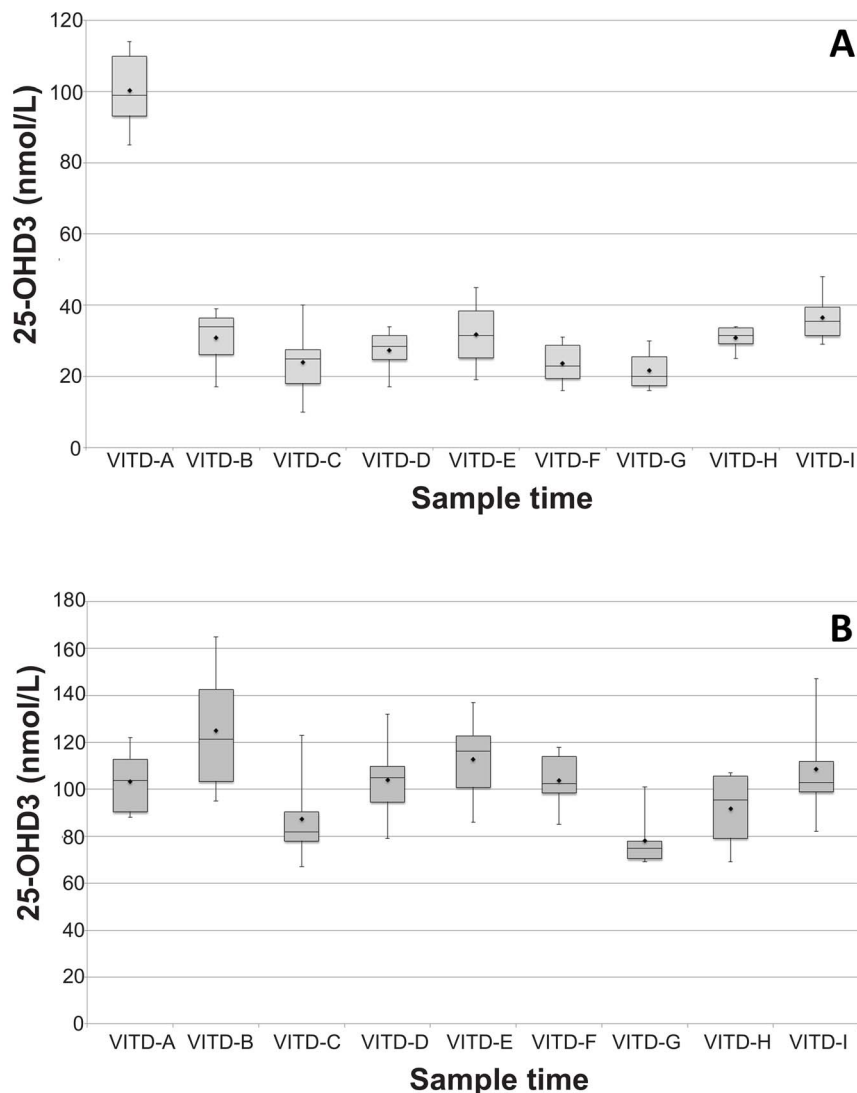 A
25-OHD3 (nmol/L)
120
100
80
60
40
20
0
VITD-A VITD-B VITD-C VITD-D VITD-E VITD-F VITD-G VITD-H VITD-I
Sample time
B
25-OHD3 (nmol/L)
180
160
140
120
100
80
60
40
20
0
VITD-A VITD-B VITD-C VITD-D VITD-E VITD-F VITD-G VITD-H VITD-I
Sample time